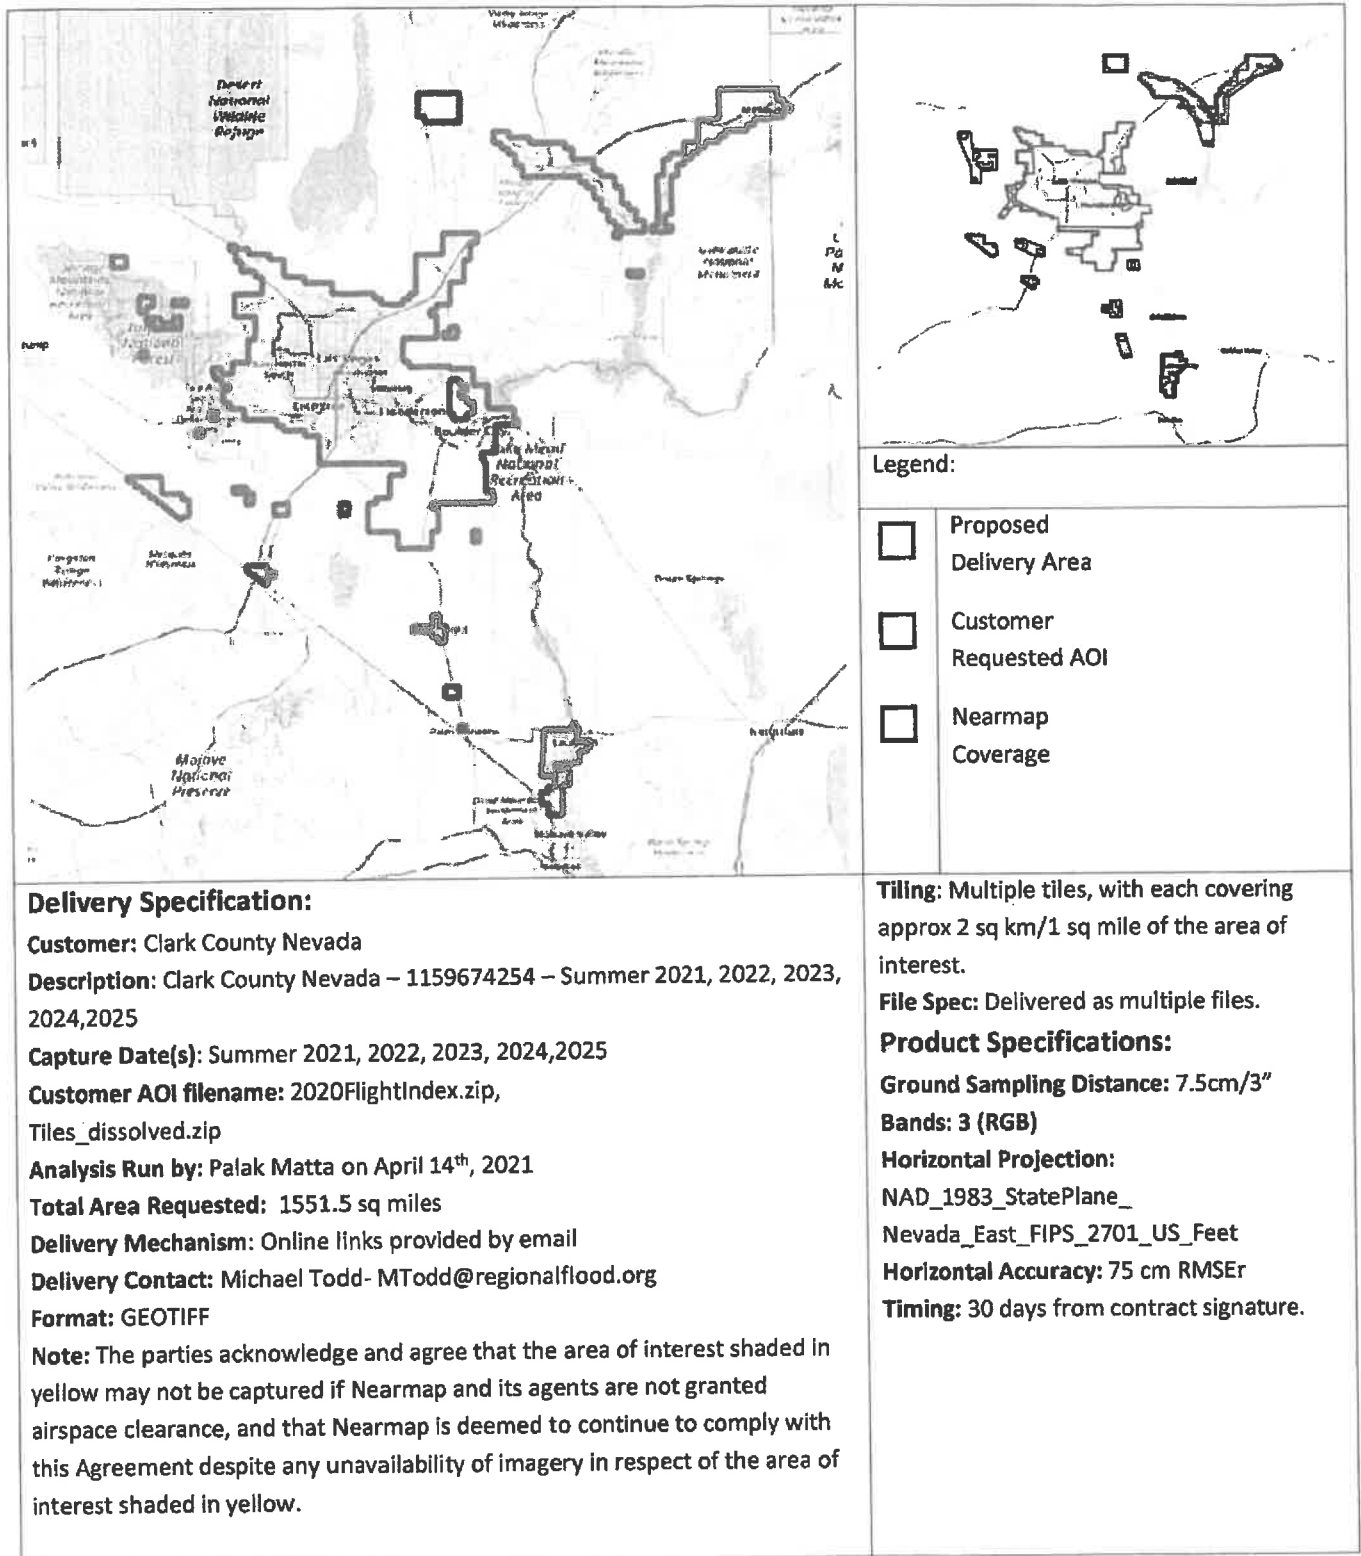 Desert
National
Wildlife
Refuge
Henderson
Boulder City
Lake Mead
National
Recreation
Area
Mojave
National
Preserve
Legend:
Proposed
Delivery Area
Customer
Requested AOI
Nearmap
Coverage
Delivery Specification:
Customer: Clark County Nevada
Description: Clark County Nevada – 1159674254 – Summer 2021, 2022, 2023,
2024,2025
Capture Date(s): Summer 2021, 2022, 2023, 2024,2025
Customer AOI filename: 2020FlightIndex.zip,
Tiles_dissolved.zip
Analysis Run by: Palak Matta on April 14th, 2021
Total Area Requested: 1551.5 sq miles
Delivery Mechanism: Online links provided by email
Delivery Contact: Michael Todd- MTodd@regionalflood.org
Format: GEOTIFF
Note: The parties acknowledge and agree that the area of interest shaded in
yellow may not be captured if Nearmap and its agents are not granted
airspace clearance, and that Nearmap is deemed to continue to comply with
this Agreement despite any unavailability of imagery in respect of the area of
interest shaded in yellow.
Tiling: Multiple tiles, with each covering
approx 2 sq km/1 sq mile of the area of
interest.
File Spec: Delivered as multiple files.
Product Specifications:
Ground Sampling Distance: 7.5cm/3”
Bands: 3 (RGB)
Horizontal Projection:
NAD_1983_StatePlane_
Nevada_East_FIPS_2701_US_Feet
Horizontal Accuracy: 75 cm RMSEr
Timing: 30 days from contract signature.